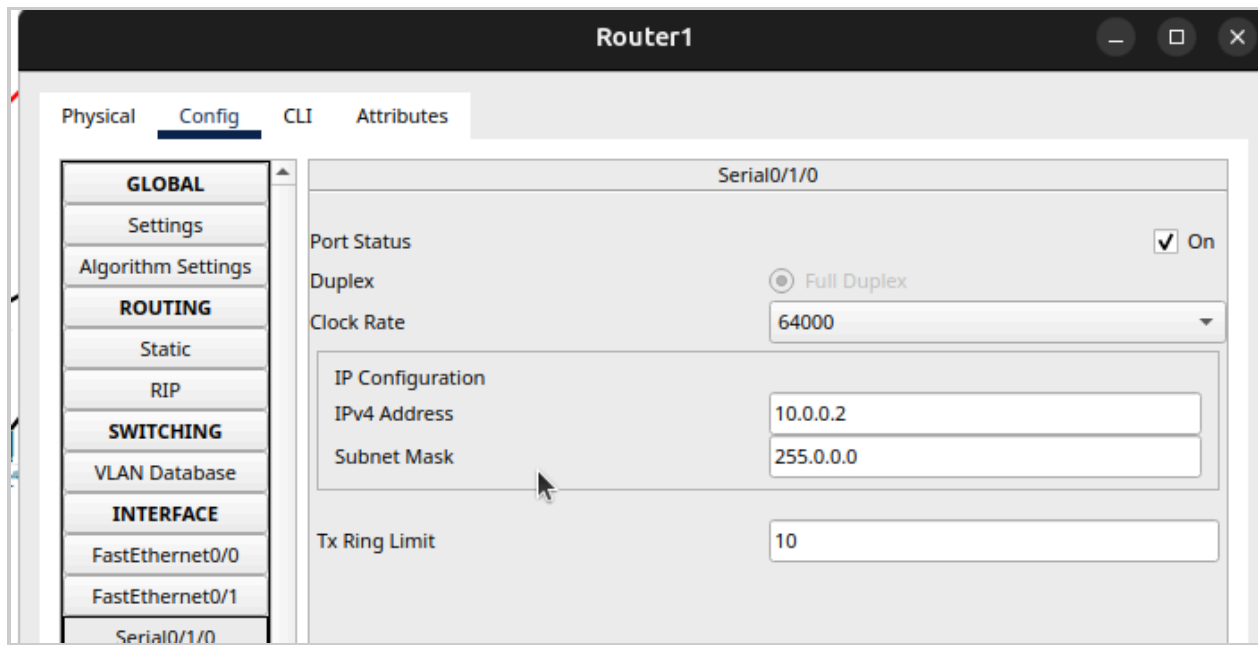 Router1
Physical Config CLI Attributes
GLOBAL
Settings
Algorithm Settings
ROUTING
Static
RIP
SWITCHING
VLAN Database
INTERFACE
FastEthernet0/0
FastEthernet0/1
Serial0/1/0
Serial0/1/0
Port Status On
Duplex Full Duplex
Clock Rate 64000
IP Configuration
IPv4 Address 10.0.0.2
Subnet Mask 255.0.0.0
Tx Ring Limit 10